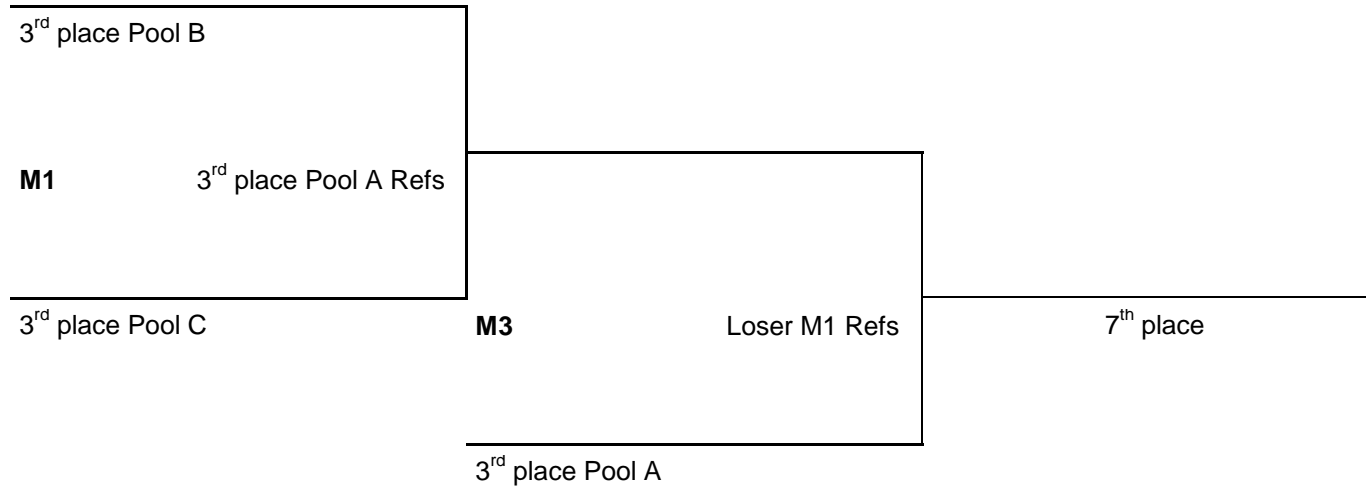 3rd place Pool B
M1 3rd place Pool A Refs
3rd place Pool C
M3 Loser M1 Refs
7th place
3rd place Pool A